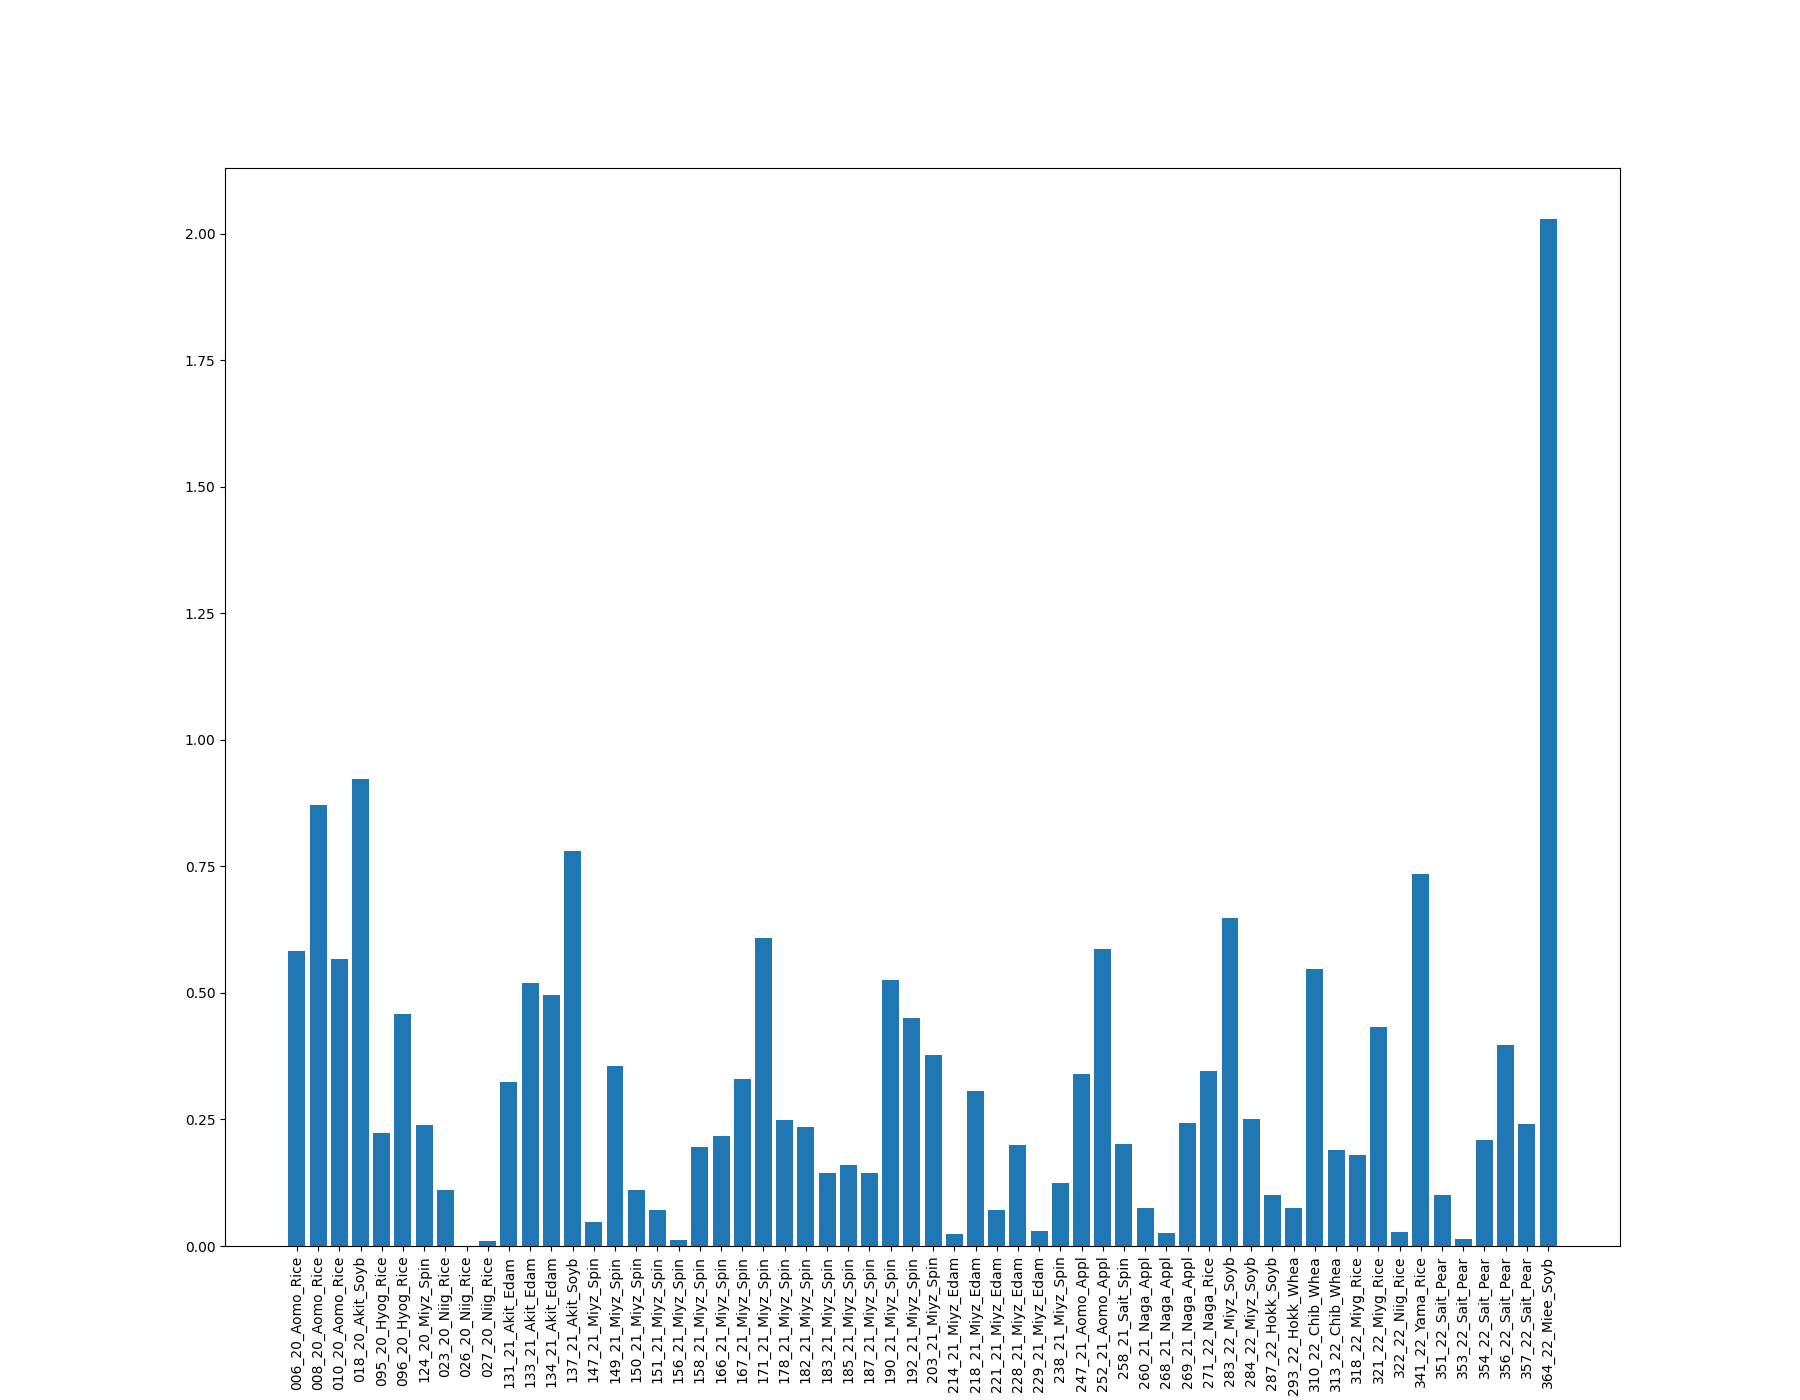 2.00
1.75
1.50
1.25
1.00
0.75
0.50
0.25
0.00
006_20_Aomo_Rice
008_20_Aomo_Rice
010_20_Aomo_Rice
018_20_Akit_Soyb
095_20_Hyog_Rice
096_20_Hyog_Rice
124_20_Miyz_Spin
023_20_Niig_Rice
026_20_Niig_Rice
027_20_Niig_Rice
131_21_Akit_Edam
133_21_Akit_Edam
134_21_Akit_Edam
137_21_Akit_Soyb
147_21_Miyz_Spin
149_21_Miyz_Spin
150_21_Miyz_Spin
151_21_Miyz_Spin
156_21_Miyz_Spin
158_21_Miyz_Spin
166_21_Miyz_Spin
167_21_Miyz_Spin
171_21_Miyz_Spin
178_21_Miyz_Spin
182_21_Miyz_Spin
183_21_Miyz_Spin
185_21_Miyz_Spin
187_21_Miyz_Spin
190_21_Miyz_Spin
192_21_Miyz_Spin
203_21_Miyz_Spin
214_21_Miyz_Edam
218_21_Miyz_Edam
221_21_Miyz_Edam
228_21_Miyz_Edam
229_21_Miyz_Edam
238_21_Miyz_Spin
247_21_Aomo_Appl
252_21_Aomo_Appl
258_21_Sait_Spin
260_21_Naga_Appl
268_21_Naga_Appl
269_21_Naga_Appl
271_22_Naga_Rice
283_22_Miyz_Soyb
284_22_Miyz_Soyb
287_22_Hokk_Soyb
293_22_Hokk_Whea
310_22_Chib_Whea
313_22_Chib_Whea
318_22_Miyg_Rice
321_22_Miyg_Rice
322_22_Niig_Rice
341_22_Yama_Rice
351_22_Sait_Pear
353_22_Sait_Pear
354_22_Sait_Pear
356_22_Sait_Pear
357_22_Sait_Pear
364_22_Miee_Soyb